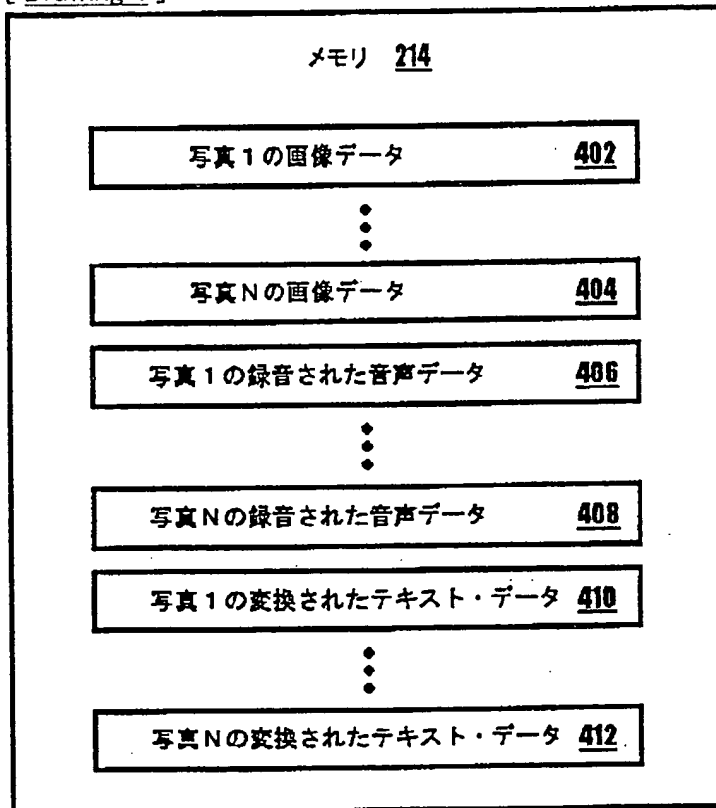 メモリ 214
写真1の画像データ 402
写真Nの画像データ 404
写真1の録音された音声データ 406
写真Nの録音された音声データ 408
写真1の変換されたテキスト・データ 410
写真Nの変換されたテキスト・データ 412